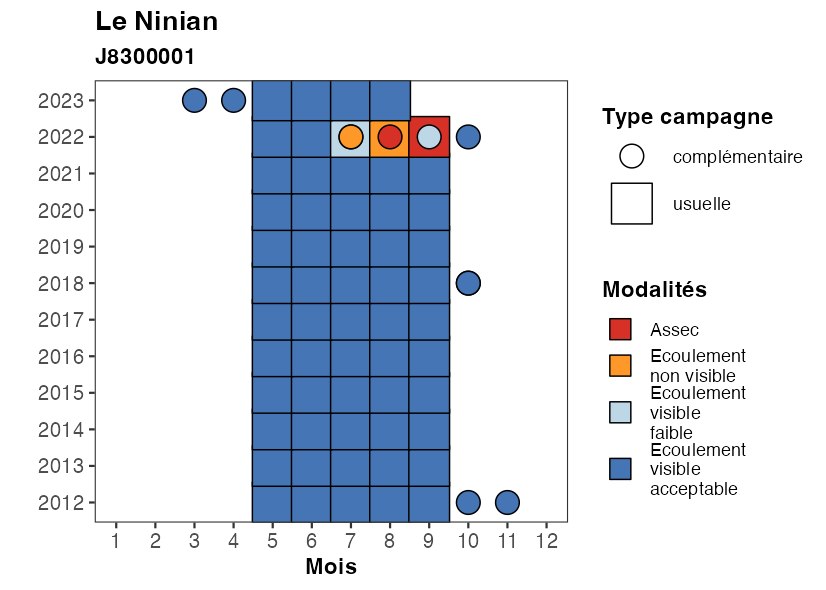 Le Ninian
J8300001
2023
2022
2021
2020
2019
2018
2017
2016
2015
2014
2013
2012
1 2 3 4 5 6 7 8 9 10 11 12
Mois
Type campagne
complémentaire
usuelle
Modalités
Assec
Ecoulement
non visible
Ecoulement
visible
faible
Ecoulement
visible
acceptable